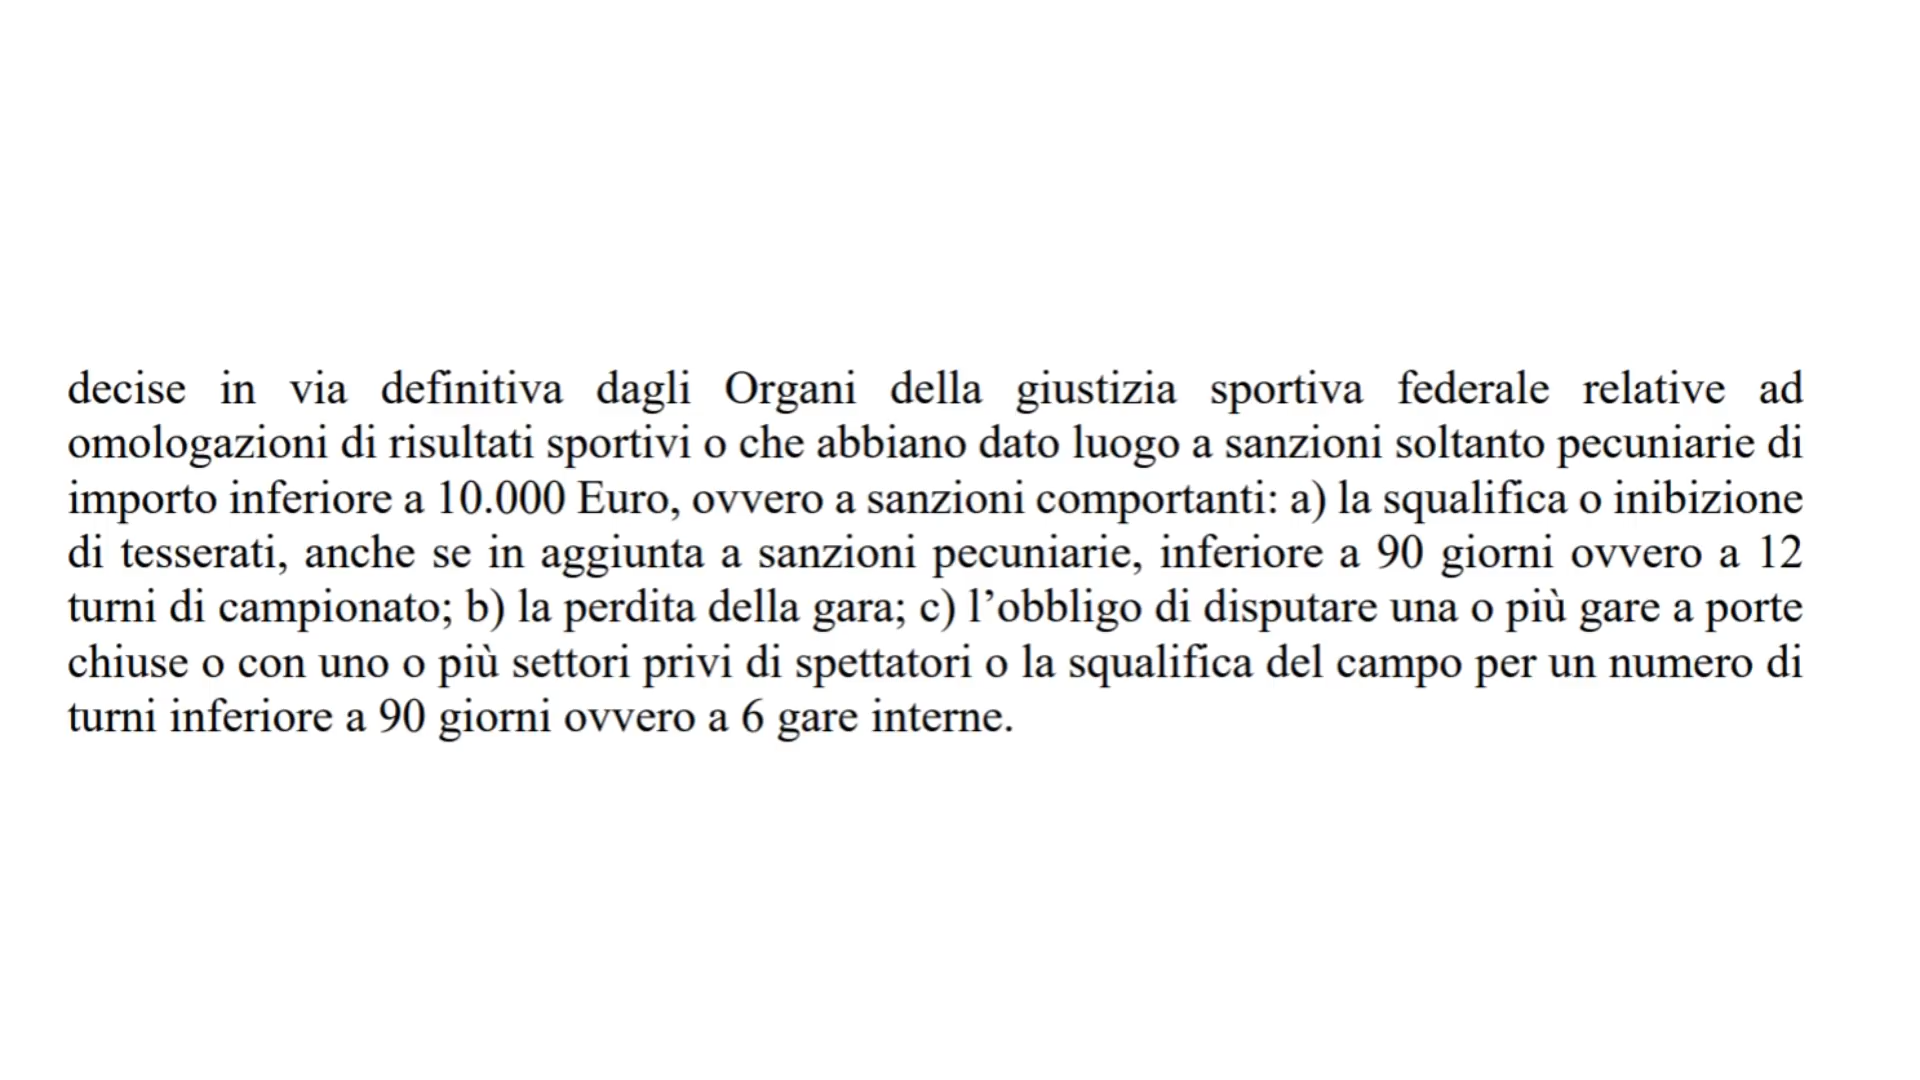 decise in via definitiva dagli Organi della giustizia sportiva federale relative ad
omologazioni di risultati sportivi o che abbiano dato luogo a sanzioni soltanto pecuniarie di
importo inferiore a 10.000 Euro, ovvero a sanzioni comportanti: a) la squalifica o inibizione
di tesserati, anche se in aggiunta a sanzioni pecuniarie, inferiore a 90 giorni ovvero a 12
turni di campionato; b) la perdita della gara; c) l’obbligo di disputare una o più gare a porte
chiuse o con uno o più settori privi di spettatori o la squalifica del campo per un numero di
turni inferiore a 90 giorni ovvero a 6 gare interne.